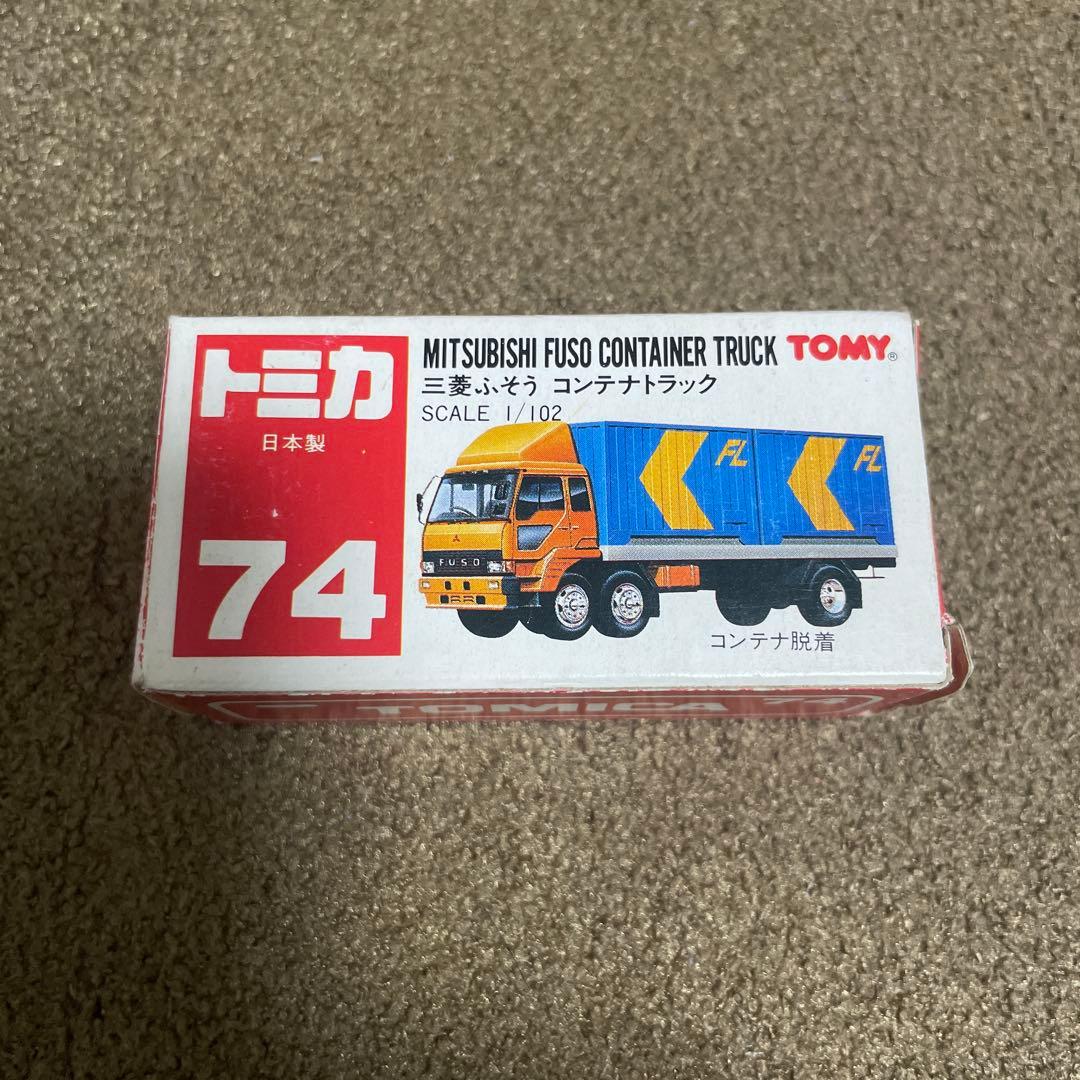 トミカ
日本製
74
MITSUBISHI FUSO CONTAINER TRUCK TOMY®
三菱ふそう コンテナトラック
SCALE 1/102
FL FL
FUSO
コンテナ脱着
TOMICA 74